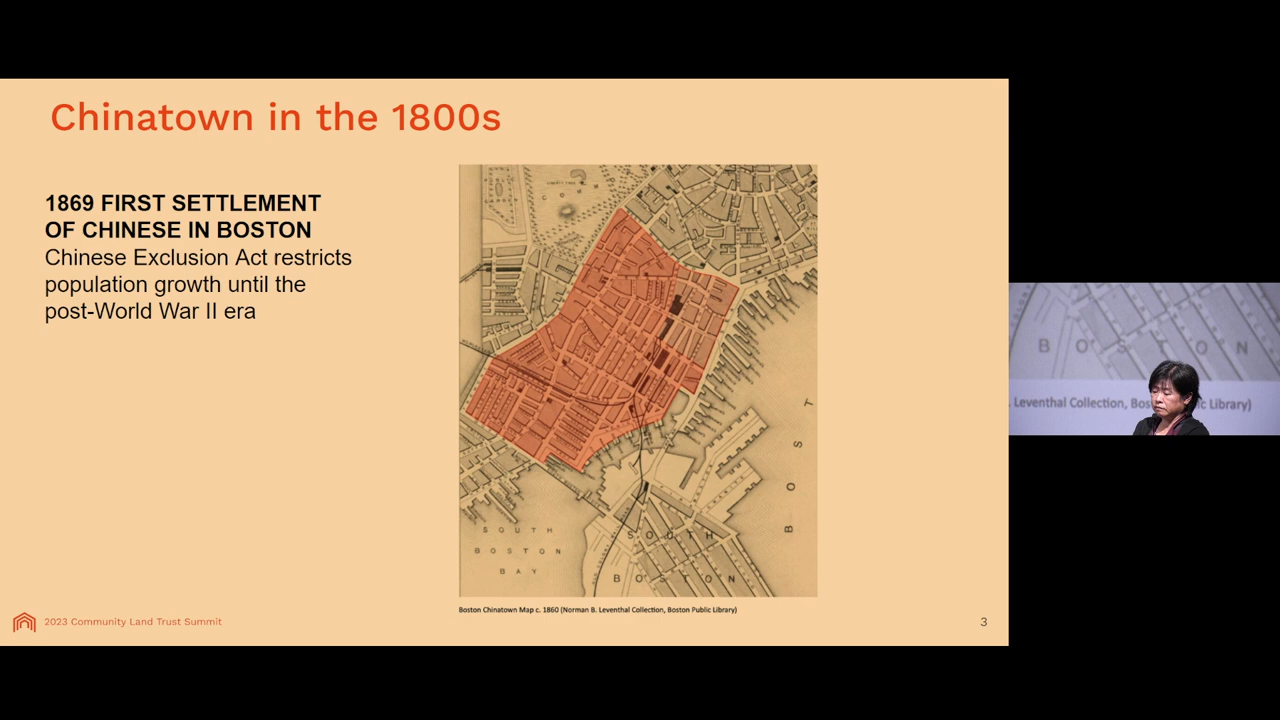 Chinatown in the 1800s
1869 FIRST SETTLEMENT
OF CHINESE IN BOSTON
Chinese Exclusion Act restricts
population growth until the
post-World War II era
SOUTH
BOSTON
BAY
SOUTH
BOSTON
BOST
Boston Chinatown Map c. 1860 (Norman B. Leventhal Collection, Boston Public Library)
2023 Community Land Trust Summit
3
BOSTON
. Leventhal Collection, Bos ic Library)